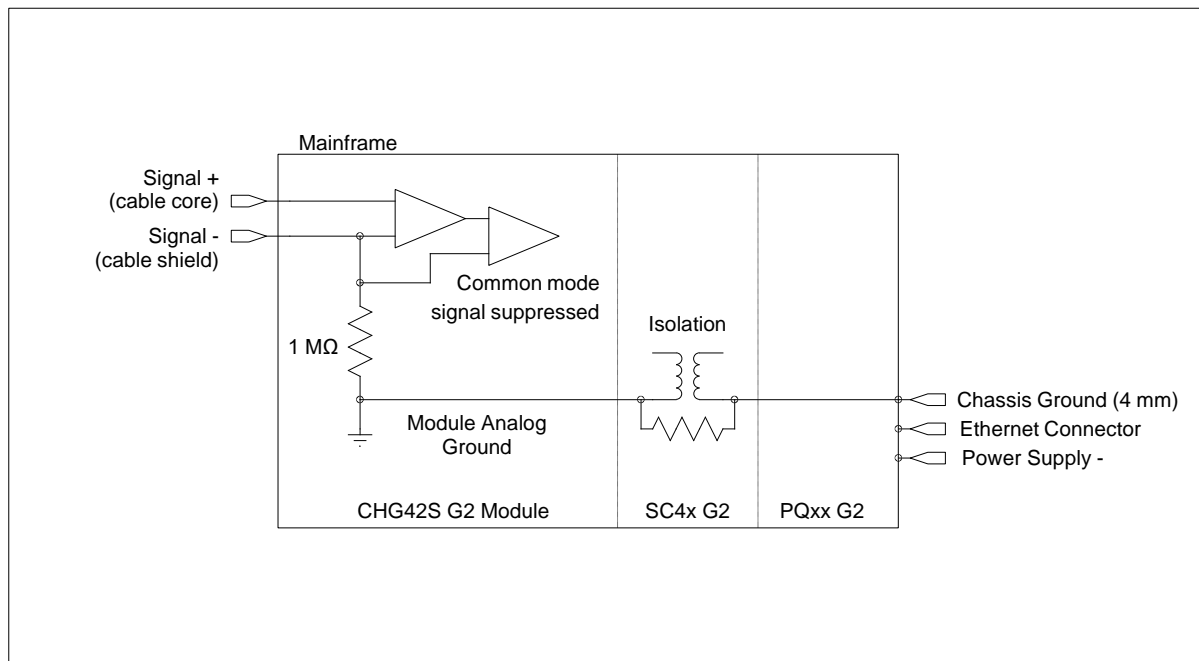 Mainframe
Signal +
(cable core)
Signal -
(cable shield)
Common mode
signal suppressed
Isolation
1 MΩ
Module Analog
Ground
Chassis Ground (4 mm)
Ethernet Connector
Power Supply -
CHG42S G2 Module
SC4x G2
PQxx G2